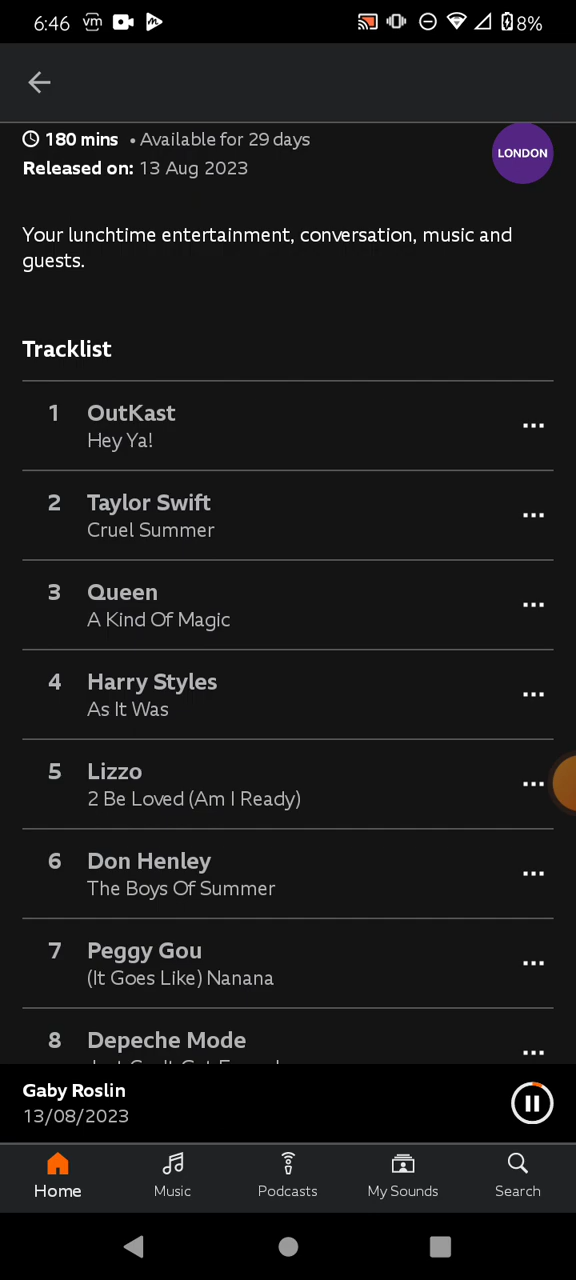 6:46 vm 8%
180 mins • Available for 29 days
Released on: 13 Aug 2023
LONDON
Your lunchtime entertainment, conversation, music and
guests.
Tracklist
1 OutKast
Hey Ya!
2 Taylor Swift
Cruel Summer
3 Queen
A Kind Of Magic
4 Harry Styles
As It Was
5 Lizzo
2 Be Loved (Am I Ready)
6 Don Henley
The Boys Of Summer
7 Peggy Gou
(It Goes Like) Nanana
8 Depeche Mode
Gaby Roslin
13/08/2023
Home Music Podcasts My Sounds Search